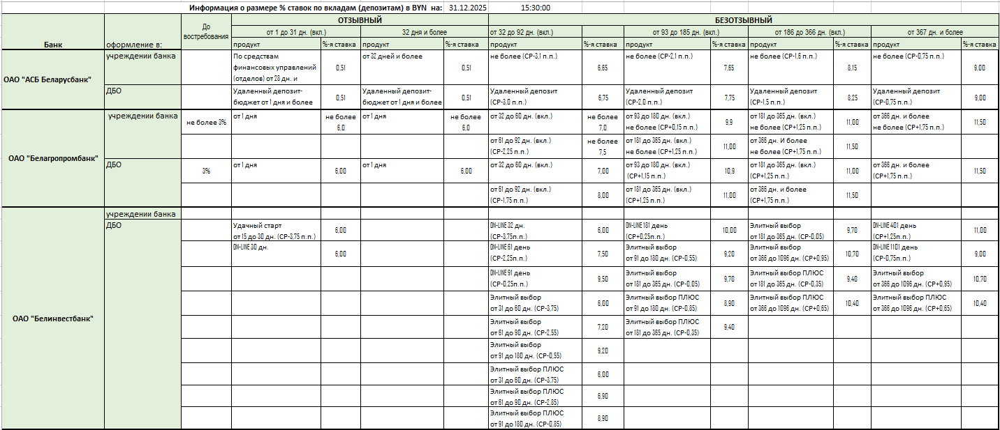 Информация о размере % ставок по вкладам (депозитам) в BYN на: 31.12.2025 15:30:00
Банк
оформление в:
До
востребования
ОТЗЫВНЫЙ
БЕЗОТЗЫВНЫЙ
от 1 до 31 дн. (вкл.)
32 дня и более
от 32 до 92 дн. (вкл.)
от 93 до 185 дн. (вкл.)
от 186 до 366 дн. (вкл.)
от 367 дн. и более
продукт %-я ставка продукт %-я ставка продукт %-я ставка продукт %-я ставка продукт %-я ставка продукт %-я ставка
ОАО "АСБ Беларусбанк"
учреждении банка
По средствам
финансовых управлений
(отделов) от 28 дн. и
0,51
от 32 дней и более
0,51
не более (СР-3,1 п.п.)
6,65
не более (СР-2,1 п.п.)
7,65
не более (СР-1,6 п.п.)
8,15
не более (СР-0,75 п.п.)
9,00
ДБО
Удаленный депозит-
бюджет от 1 дня и более
0,51
Удаленный депозит-
бюджет от 1 дня и более
0,51
Удаленный депозит
(СР-3,0 п.п.)
6,75
Удаленный депозит
(СР-2,0 п.п.)
7,75
Удаленный депозит
(СР-1,5 п.п.)
8,25
Удаленный депозит
(СР-0,75 п.п.)
9,00
ОАО "Белагропромбанк"
учреждении банка
не более 3%
от 1 дня
не более
6,0
от 1 дня
не более
6,0
от 32 до 60 дн. (вкл.)
не более
7,0
от 93 до 180 дн. (вкл.)
не более (СР+0,15 п.п.)
9,9
от 181 до 365 дн. (вкл.)
не более (СР+1,25 п.п.)
11,00
от 366 дн. и более
не более (СР+1,75 п.п.)
11,50
от 61 до 92 дн. (вкл.)
(СР-2,25 п.п.)
не более
7,5
от 181 до 365 дн. (вкл.)
не более (СР+1,25 п.п.)
11,00
от 366 дн. И более
не более (СР+1,75 п.п.)
11,50
ДБО
3%
от 1 дня
6,00
от 1 дня
6,00
от 32 до 60 дн. (вкл.)
7,00
от 93 до 180 дн. (вкл.)
(СР+1,15 п.п.)
10,9
от 181 до 365 дн. (вкл.)
(СР+1,25 п.п.)
11,00
от 366 дн. и более
(СР+1,75 п.п.)
11,50
от 61 до 92 дн. (вкл.)
(СР-1,75 п.п.)
8,00
от 181 до 365 дн. (вкл.)
(СР+1,25 п.п.)
11,00
от 366 дн. и более
(СР+1,75 п.п.)
11,50
ОАО "Белинвестбанк"
учреждении банка
ДБО
Удачный старт
от 15 до 30 дн. (СР-3,75 п.п.)
6,00
ON-LINE 32 дн.
(СР-3,75п.п.)
6,00
ON-LINE 181 день
(СР+0,25п.п.)
10,00
Элитный выбор
от 181 до 365 дн. (СР-0,05)
9,70
ON-LINE 401 день
(СР+1,25п.п.)
11,00
ON-LINE 30 дн.
6,00
ON-LINE 61 день
(СР-2,25п.п.)
7,50
Элитный выбор
от 91 до 180 дн. (СР-0,55)
9,20
Элитный выбор
от 366 до 1096 дн. (СР+0,95)
10,70
ON-LINE 1101 день
(СР-0,75п.п.)
9,00
ON-LINE 91 день
(СР-0,25п.п.)
9,50
Элитный выбор
от 181 до 365 дн. (СР-0,05)
9,70
Элитный выбор ПЛЮС
от 181 до 365 дн. (СР-0,35)
9,40
Элитный выбор
от 366 до 1096 дн. (СР+0,95)
10,70
Элитный выбор
от 31 до 60 дн. (СР-3,75)
6,00
Элитный выбор ПЛЮС
от 91 до 180 дн. (СР-0,85)
8,90
Элитный выбор ПЛЮС
от 366 до 1096 дн. (СР+0,65)
10,40
Элитный выбор ПЛЮС
от 366 до 1096 дн. (СР+0,65)
10,40
Элитный выбор
от 61 до 90 дн. (СР-2,55)
7,20
Элитный выбор ПЛЮС
от 181 до 365 дн. (СР-0,35)
9,40
Элитный выбор
от 91 до 180 дн. (СР-0,55)
9,20
Элитный выбор ПЛЮС
от 31 до 60 дн. (СР-3,75)
6,00
Элитный выбор ПЛЮС
от 61 до 90 дн. (СР-2,85)
6,90
Элитный выбор ПЛЮС
от 91 до 180 дн. (СР-0,85)
8,90